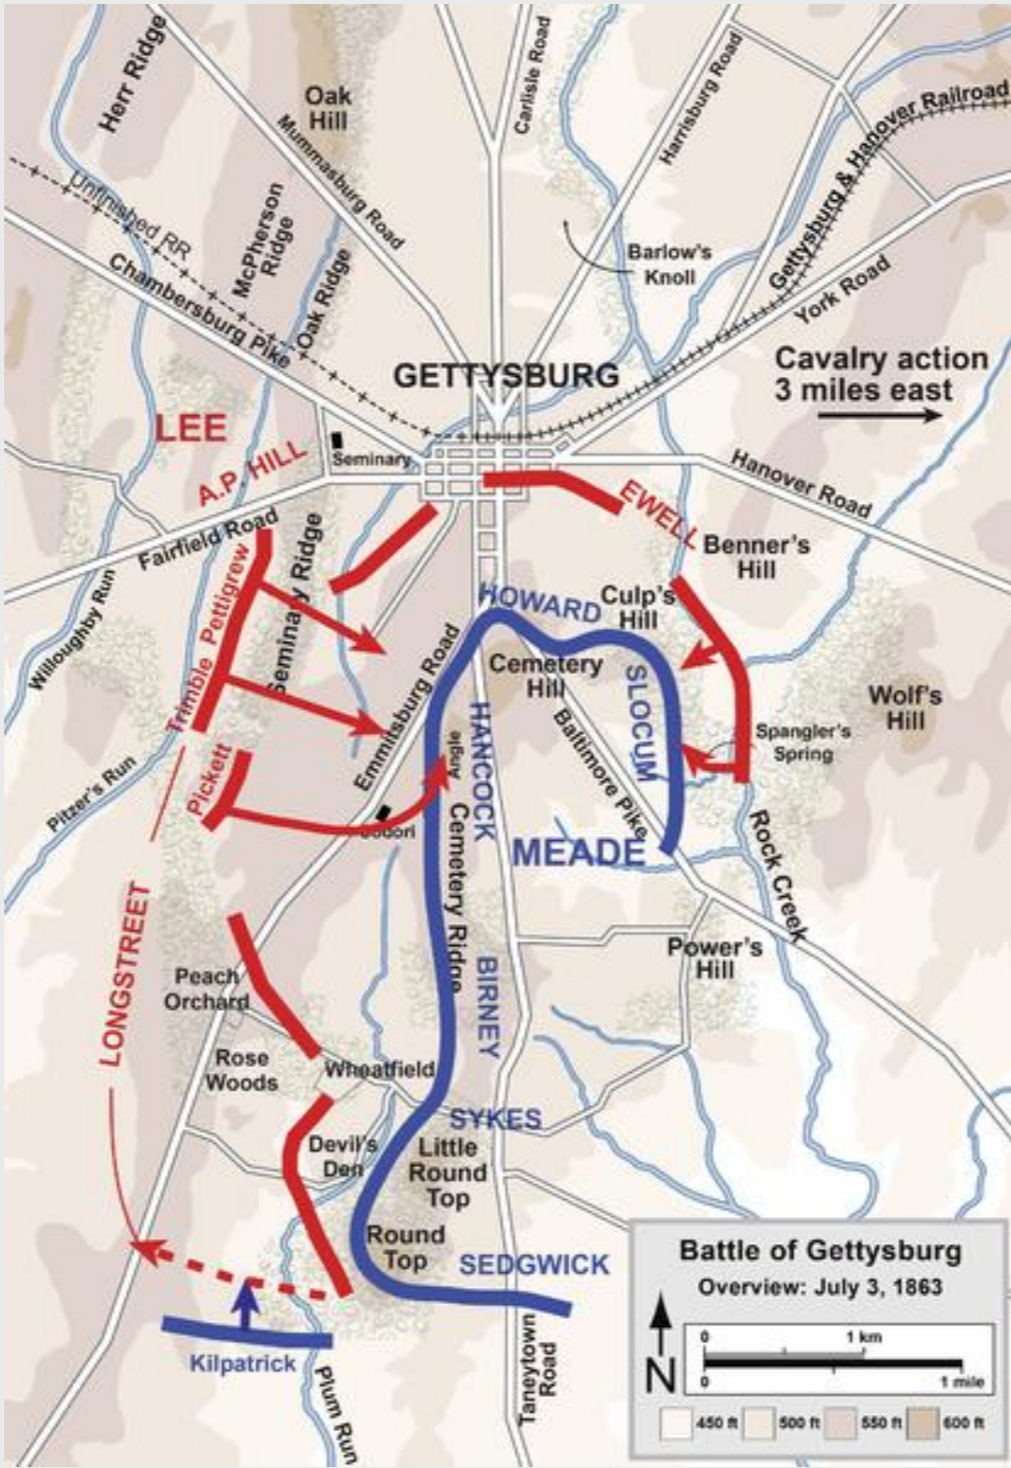 Herr Ridge
Oak
Hill
Carlisle Road
Harrisburg Road
Gettysburg & Hanover Railroad
Mummasburg Road
Unfinished RR
McPherson
Ridge
Oak Ridge
Barlow's
Knoll
Chambersburg Pike
York Road
GETTYSBURG
Cavalry action
3 miles east
LEE
A.P. HILL
Seminary
Hanover Road
EWELL
Fairfield Road
Benner's
Hill
Seminary Ridge
Willoughby Run
Trimble Pettigrew
HOWARD
Culp's
Hill
Emmitsburg Road
Cemetery
Hill
SLOCUM
Wolf's
Hill
HANCOCK
Angle
Baltimore Pike
Spangler's
Spring
Pickett
Pitzer's Run
Codori
Cemetery Ridge
MEADE
Rock Creek
LONGSTREET
Power's
Hill
Peach
Orchard
BIRNEY
Rose
Woods
Wheatfield
SYKES
Devil's
Den
Little
Round
Top
Round
Top
SEDGWICK
Kilpatrick
Plum Run
Taneytown
Road
Battle of Gettysburg
Overview: July 3, 1863
N
0 1 km
0 1 mile
450 ft 500 ft 550 ft 600 ft